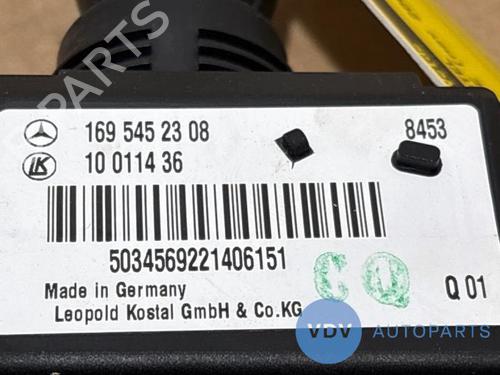 169 545 23 08
8453
10 0114 36
5034569221406151
CQ
Made in Germany
Leopold Kostal GmbH & Co.KG
Q 01
VDV AUTOPARTS
PARTS